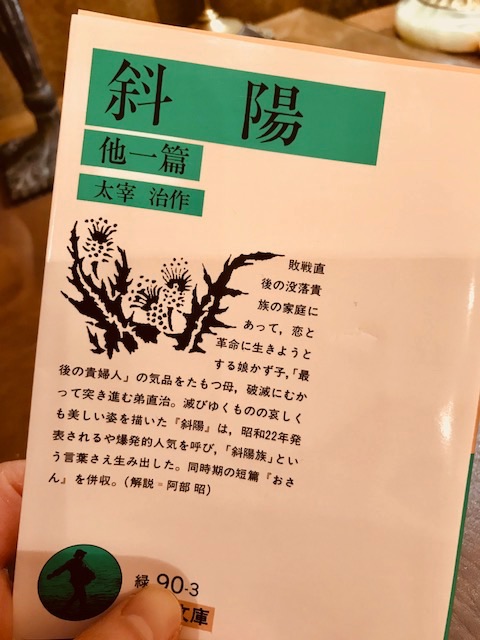 斜陽
他一篇
太宰 治作
敗戦直
後の没落貴
族の家庭に
あって，恋と
革命に生きようと
する娘かず子，「最
後の貴婦人」の気品をたもつ母，破滅にむか
って突き進む弟直治。滅びゆくものの哀しく
も美しい姿を描いた『斜陽』は，昭和22年発
表されるや爆発的人気を呼び，「斜陽族」とい
う言葉さえ生み出した。同時期の短篇『おさ
ん』を併収。（解説＝阿部 昭）
緑 90-3
文庫